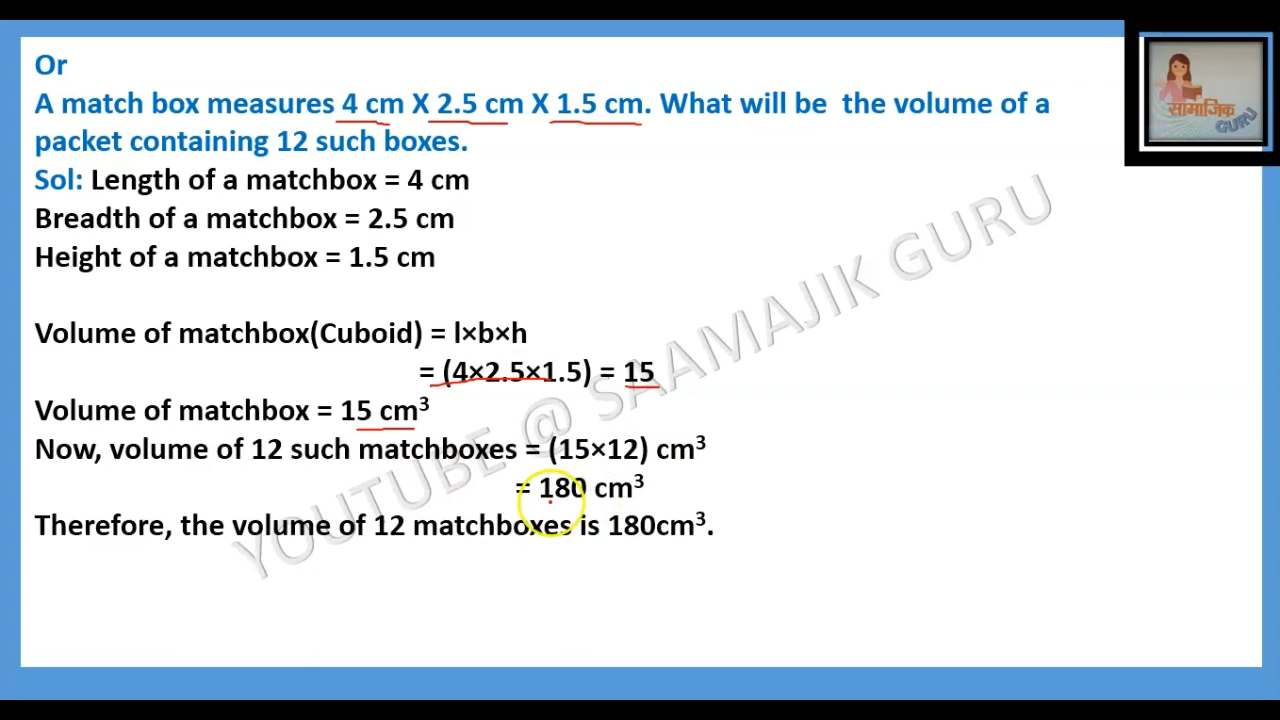 Or
A match box measures 4 cm X 2.5 cm X 1.5 cm. What will be the volume of a
packet containing 12 such boxes.
Sol: Length of a matchbox = 4 cm
Breadth of a matchbox = 2.5 cm
Height of a matchbox = 1.5 cm
Volume of matchbox(Cuboid) = l×b×h
= (4×2.5×1.5) = 15
Volume of matchbox = 15 cm³
Now, volume of 12 such matchboxes = (15×12) cm³
= 180 cm³
Therefore, the volume of 12 matchboxes is 180cm³.
YOUTUBE @ SAAMAJIK GURU
सामाजिक
GURU